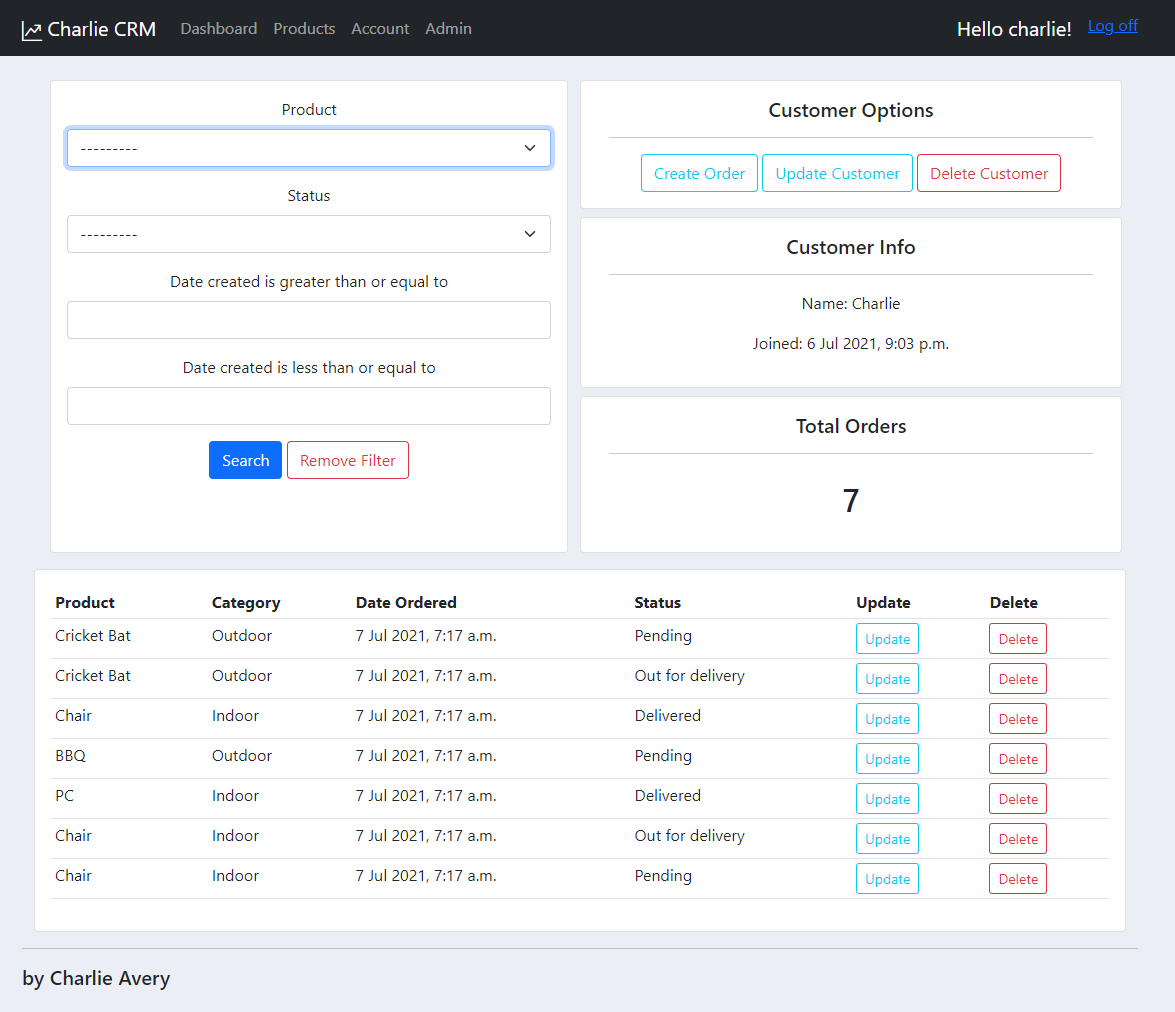 Charlie CRM Dashboard Products Account Admin Hello charlie! Log off
Product
---------
Status
---------
Date created is greater than or equal to
Date created is less than or equal to
Search Remove Filter
Customer Options
Create Order Update Customer Delete Customer
Customer Info
Name: Charlie
Joined: 6 Jul 2021, 9:03 p.m.
Total Orders
7
Product Category Date Ordered Status Update Delete
Cricket Bat Outdoor 7 Jul 2021, 7:17 a.m. Pending Update Delete
Cricket Bat Outdoor 7 Jul 2021, 7:17 a.m. Out for delivery Update Delete
Chair Indoor 7 Jul 2021, 7:17 a.m. Delivered Update Delete
BBQ Outdoor 7 Jul 2021, 7:17 a.m. Pending Update Delete
PC Indoor 7 Jul 2021, 7:17 a.m. Delivered Update Delete
Chair Indoor 7 Jul 2021, 7:17 a.m. Out for delivery Update Delete
Chair Indoor 7 Jul 2021, 7:17 a.m. Pending Update Delete
by Charlie Avery